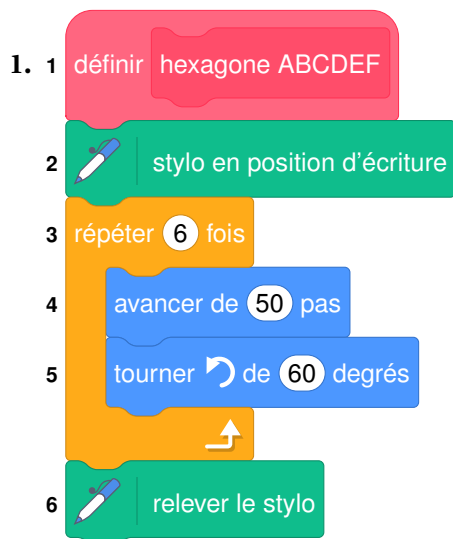 1. 1 définir hexagone ABCDEF
2 stylo en position d'écriture
3 répéter 6 fois
4 avancer de 50 pas
5 tourner de 60 degrés
6 relever le stylo